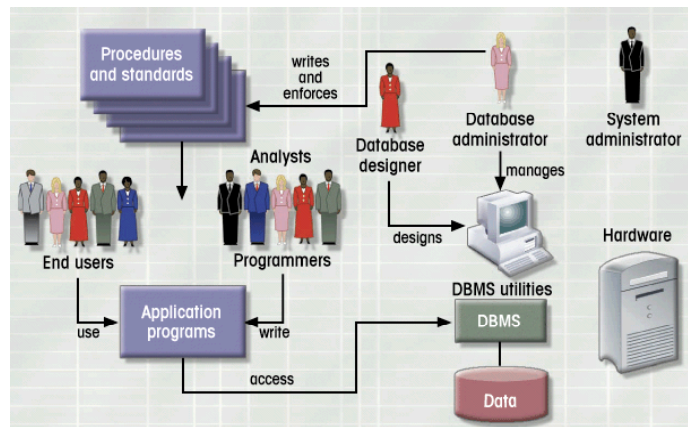 Procedures
and standards
writes
and
enforces
Database
designer
Database
administrator
System
administrator
manages
Analysts
designs
Hardware
End users
Programmers
DBMS utilities
Application
programs
use
write
DBMS
access
Data